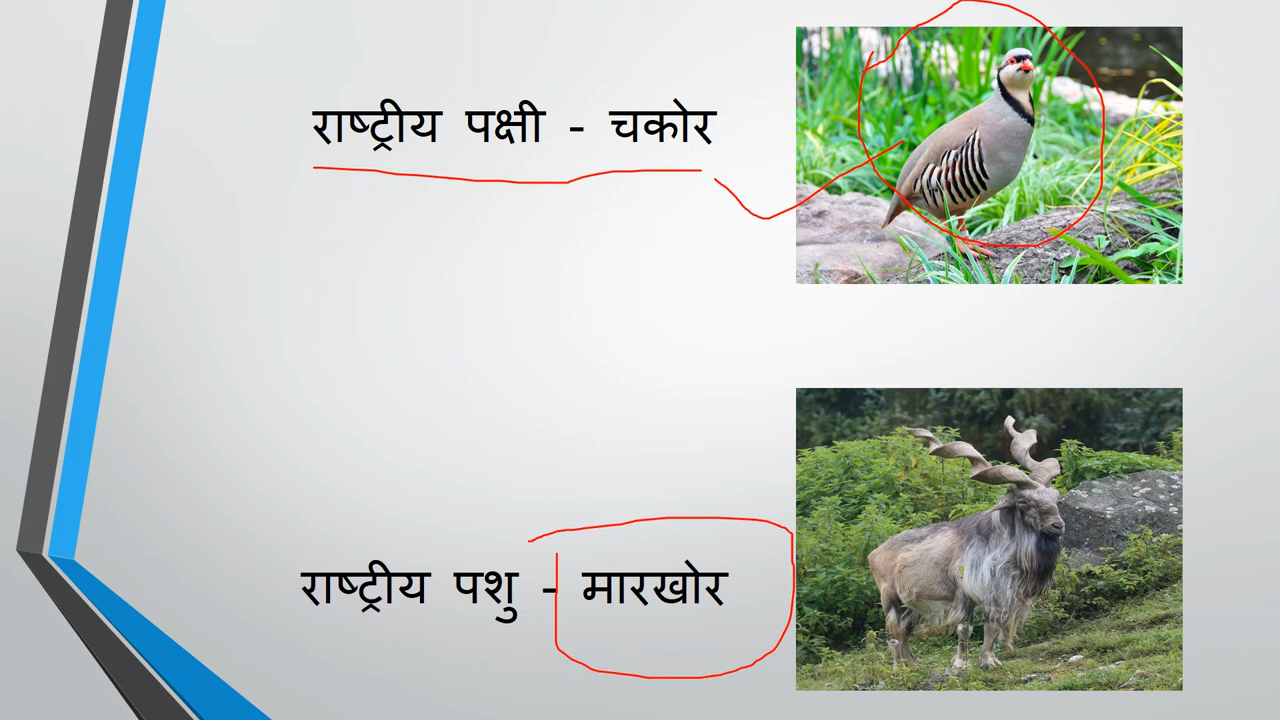 राष्ट्रीय पक्षी - चकोर
राष्ट्रीय पशु - मारखोर